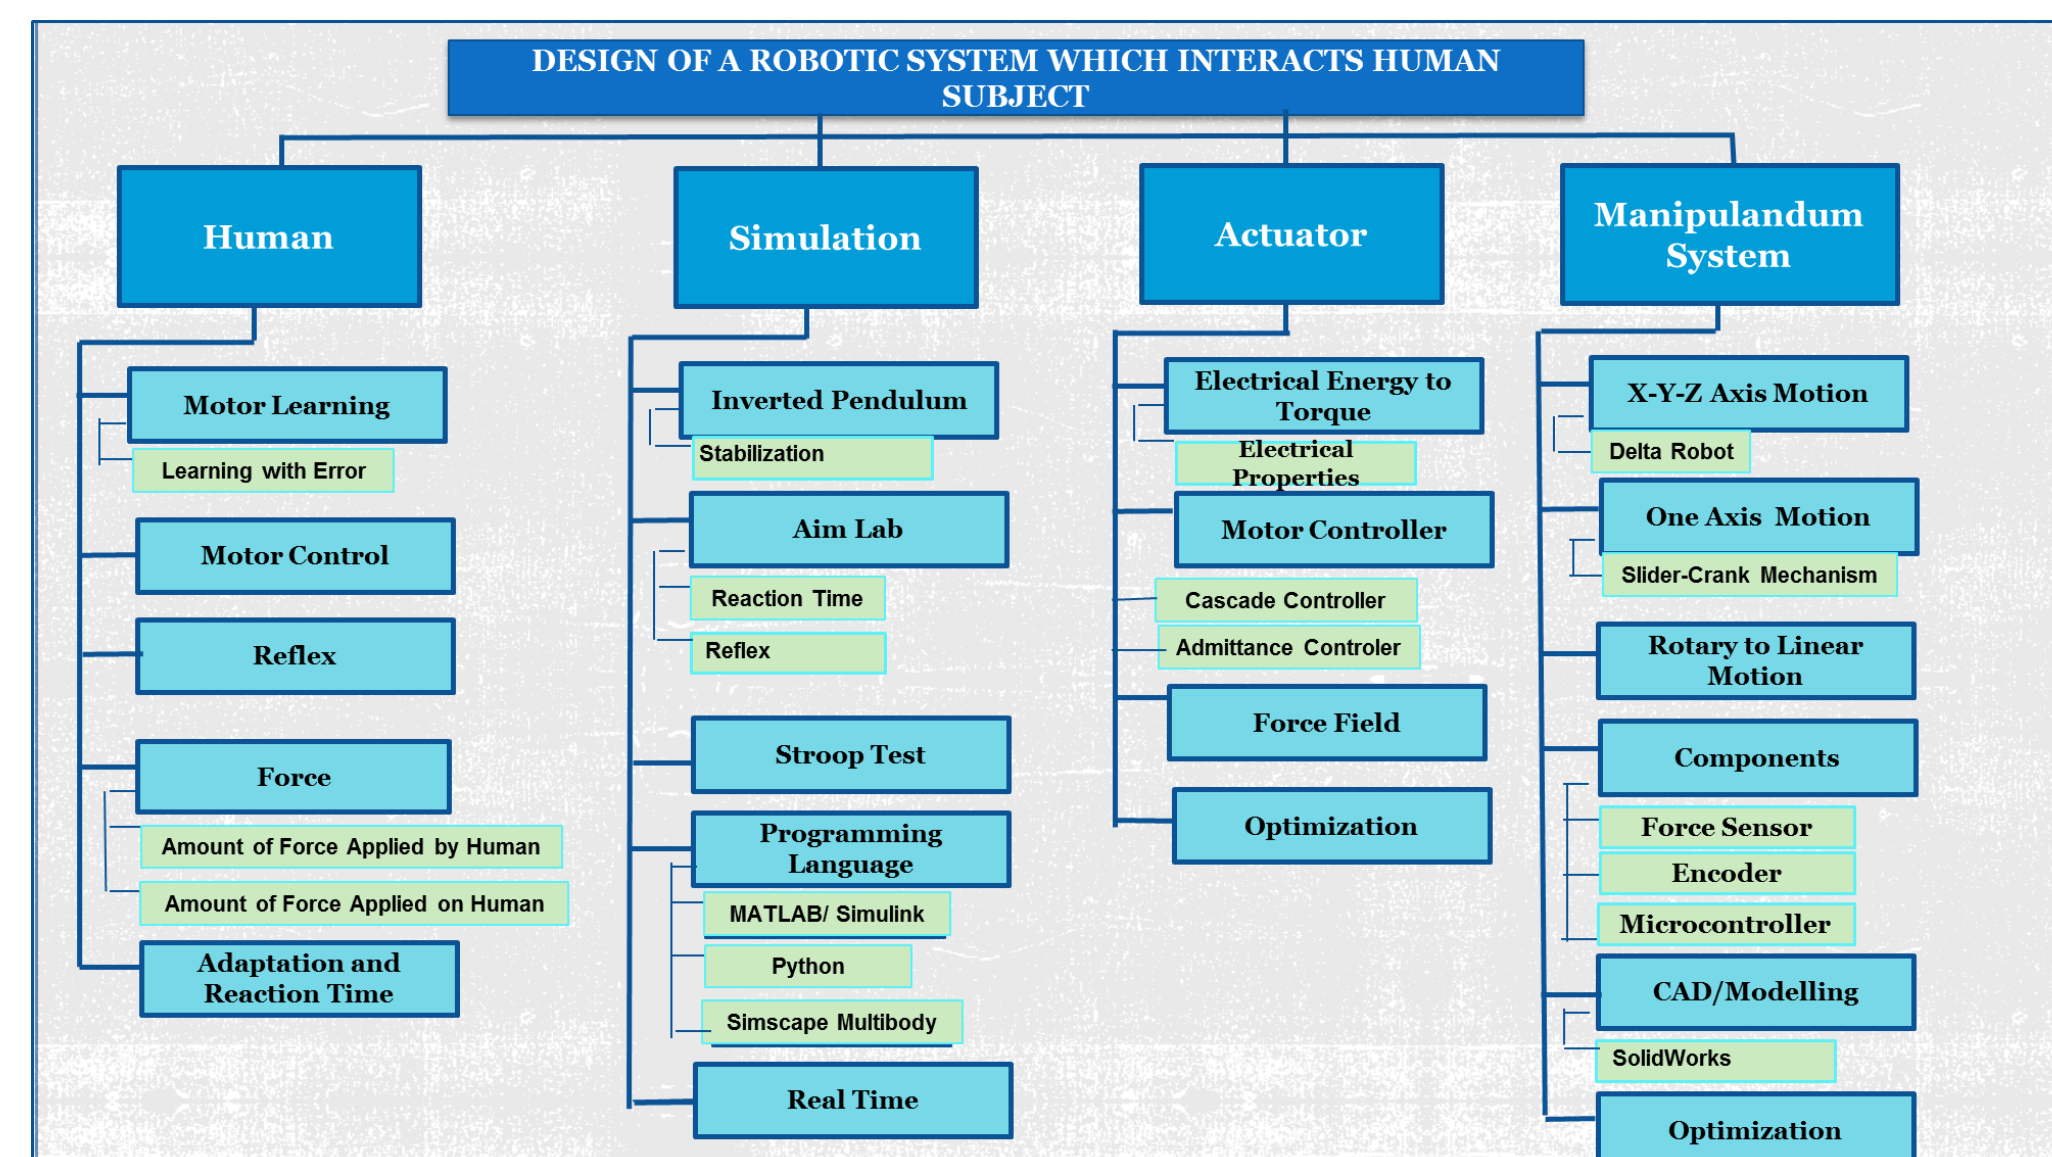 DESIGN OF A ROBOTIC SYSTEM WHICH INTERACTS HUMAN
SUBJECT
Human
Motor Learning
Learning with Error
Motor Control
Reflex
Force
Amount of Force Applied by Human
Amount of Force Applied on Human
Adaptation and
Reaction Time
Simulation
Inverted Pendulum
Stabilization
Aim Lab
Reaction Time
Reflex
Stroop Test
Programming
Language
MATLAB/ Simulink
Python
Simscape Multibody
Real Time
Actuator
Electrical Energy to
Torque
Electrical
Properties
Motor Controller
Cascade Controller
Admittance Controler
Force Field
Optimization
Manipulandum
System
X-Y-Z Axis Motion
Delta Robot
One Axis Motion
Slider-Crank Mechanism
Rotary to Linear
Motion
Components
Force Sensor
Encoder
Microcontroller
CAD/Modelling
SolidWorks
Optimization